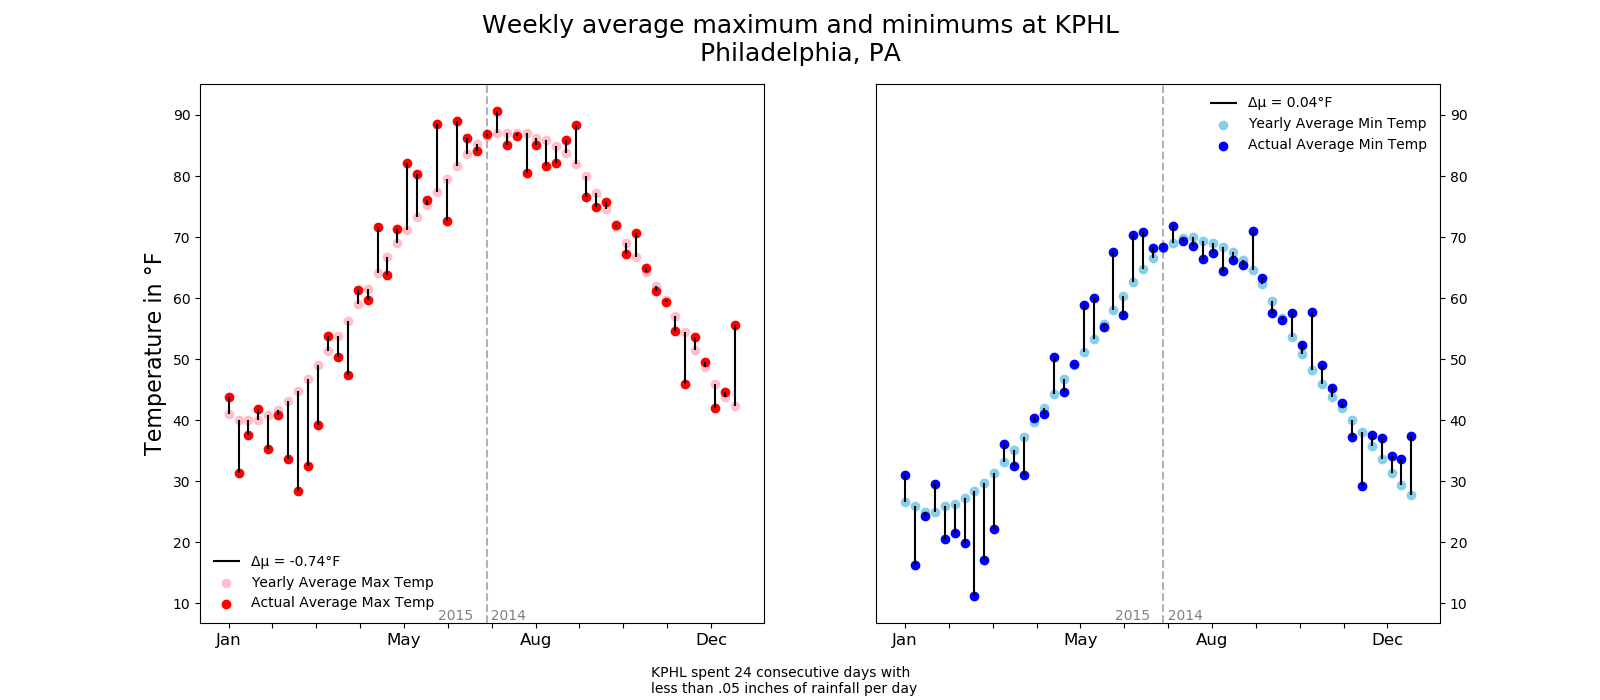 Weekly average maximum and minimums at KPHL
Philadelphia, PA
Temperature in °F
90
80
70
60
50
40
30
20
10
Δμ = -0.74°F
Yearly Average Max Temp
Actual Average Max Temp
2015 2014
Jan May Aug Dec
Δμ = 0.04°F
Yearly Average Min Temp
Actual Average Min Temp
90
80
70
60
50
40
30
20
10
2015 2014
Jan May Aug Dec
KPHL spent 24 consecutive days with
less than .05 inches of rainfall per day